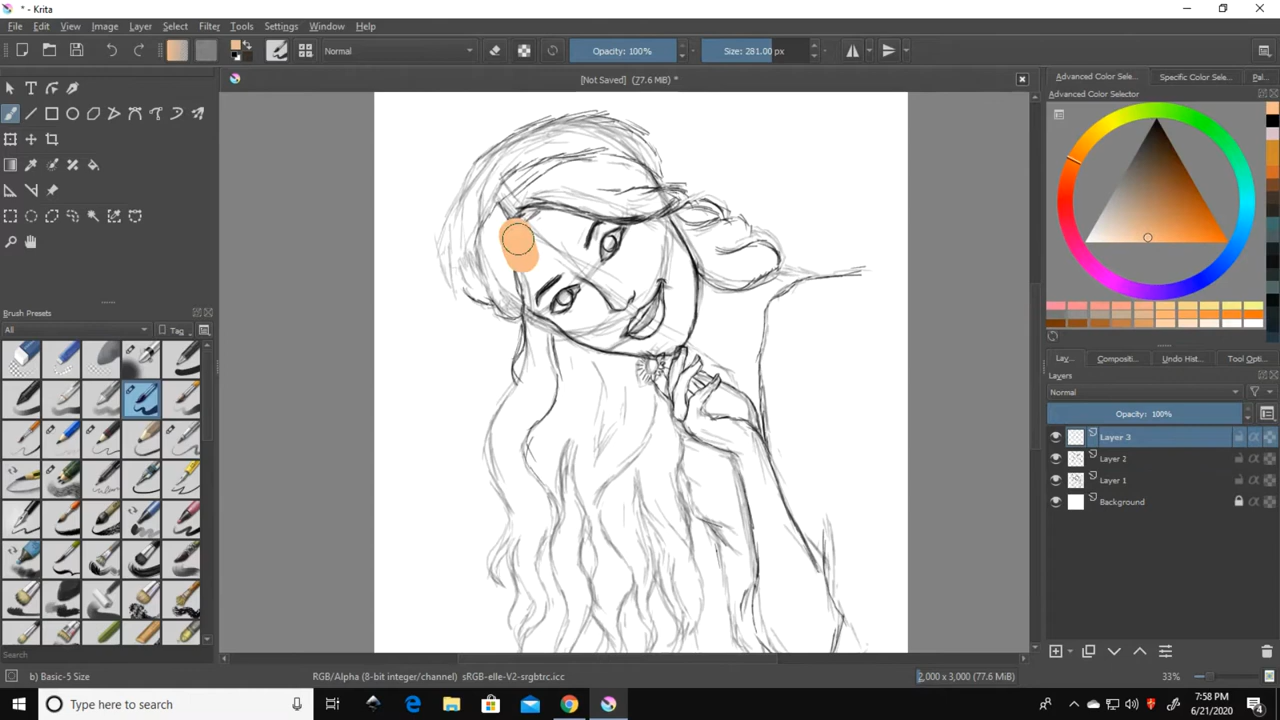 * - Krita
File Edit View Image Layer Select Filter Tools Settings Window Help
Normal Opacity: 100% Size: 281.00 px
[Not Saved] (77.6 MiB) *
Advanced Color Sele... Specific Color Sele... Pal...
Advanced Color Selector
Brush Presets
All Tag
Lay... Compositi... Undo Hist... Tool Opti...
Layers
Normal
Opacity: 100%
Layer 3
Layer 2
Layer 1
Background
Search
b) Basic-5 Size RGB/Alpha (8-bit integer/channel) sRGB-elle-V2-srgbtrc.icc 2,000 x 3,000 (77.6 MiB) 33%
Type here to search
7:58 PM
6/21/2020
4